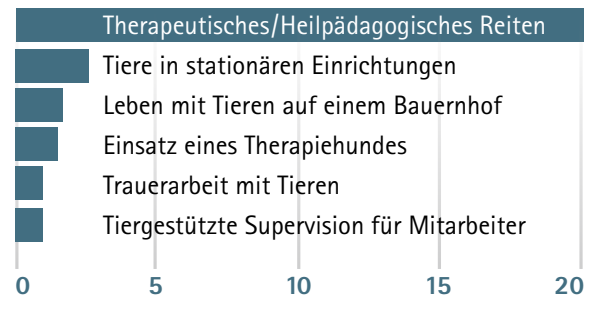 Therapeutisches/Heilpädagogisches Reiten
Tiere in stationären Einrichtungen
Leben mit Tieren auf einem Bauernhof
Einsatz eines Therapiehundes
Trauerarbeit mit Tieren
Tiergestützte Supervision für Mitarbeiter
0 5 10 15 20